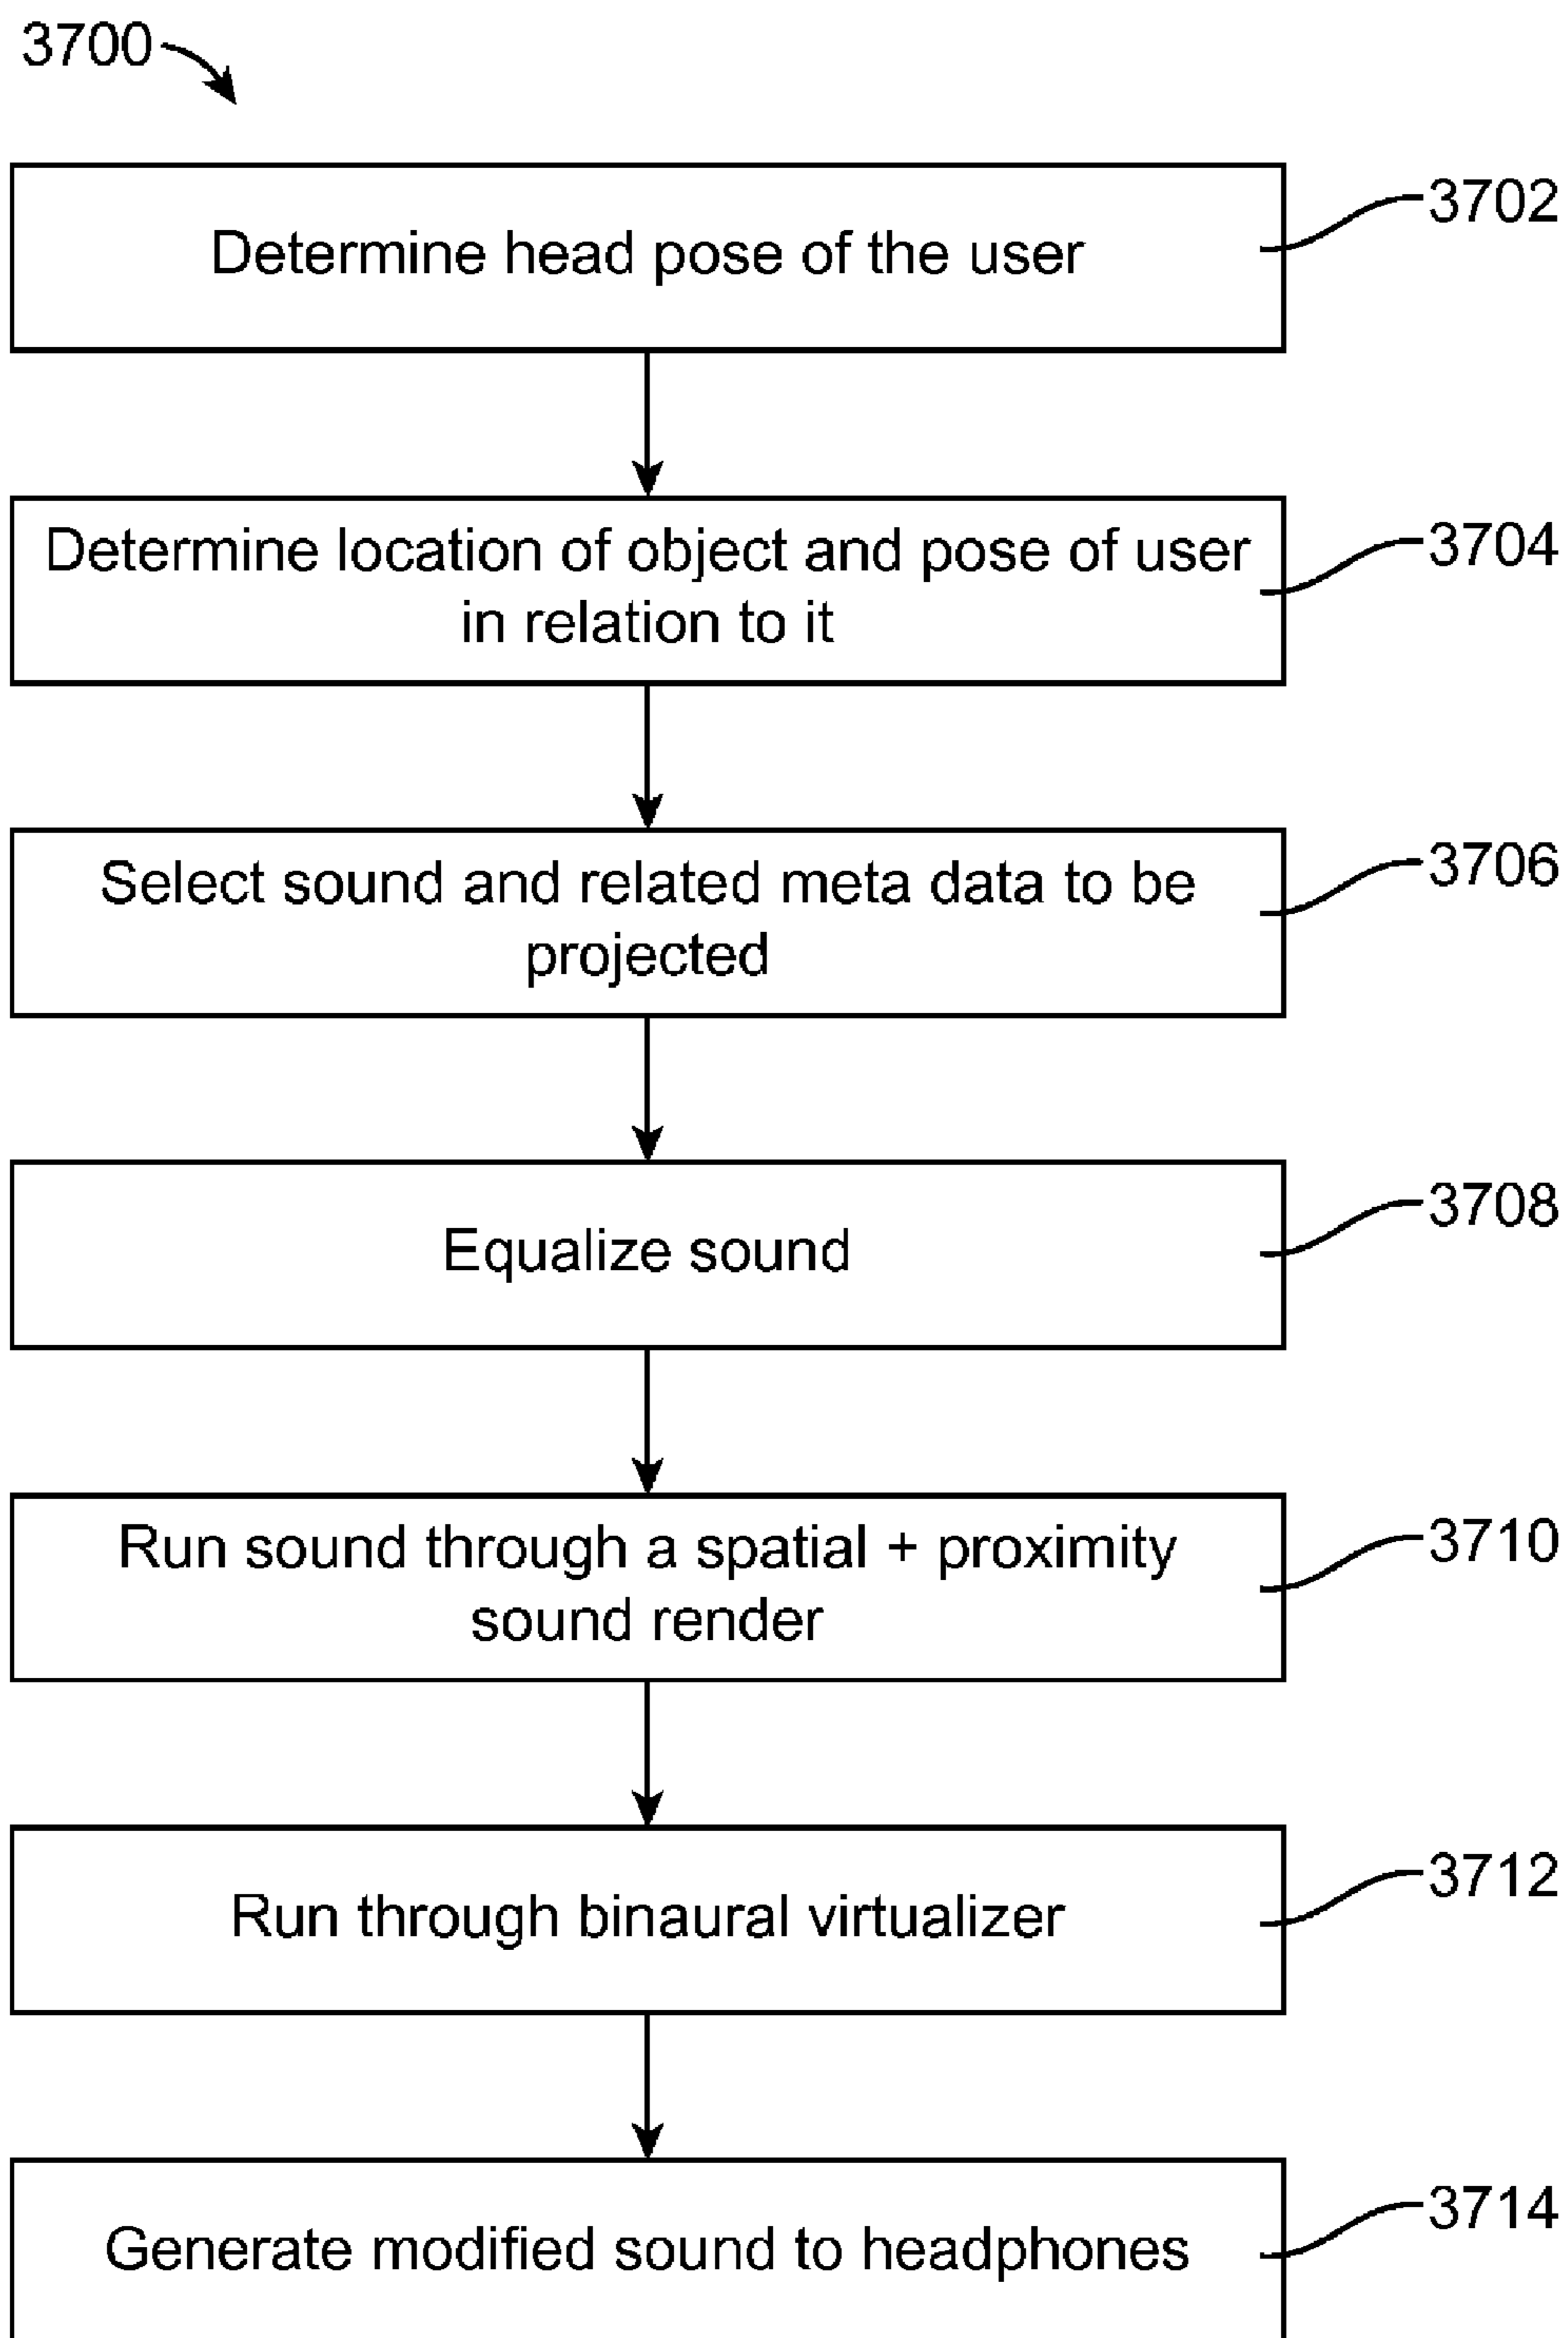 3700
Determine head pose of the user
3702
Determine location of object and pose of user
in relation to it
3704
Select sound and related meta data to be
projected
3706
Equalize sound
3708
Run sound through a spatial + proximity
sound render
3710
Run through binaural virtualizer
3712
Generate modified sound to headphones
3714